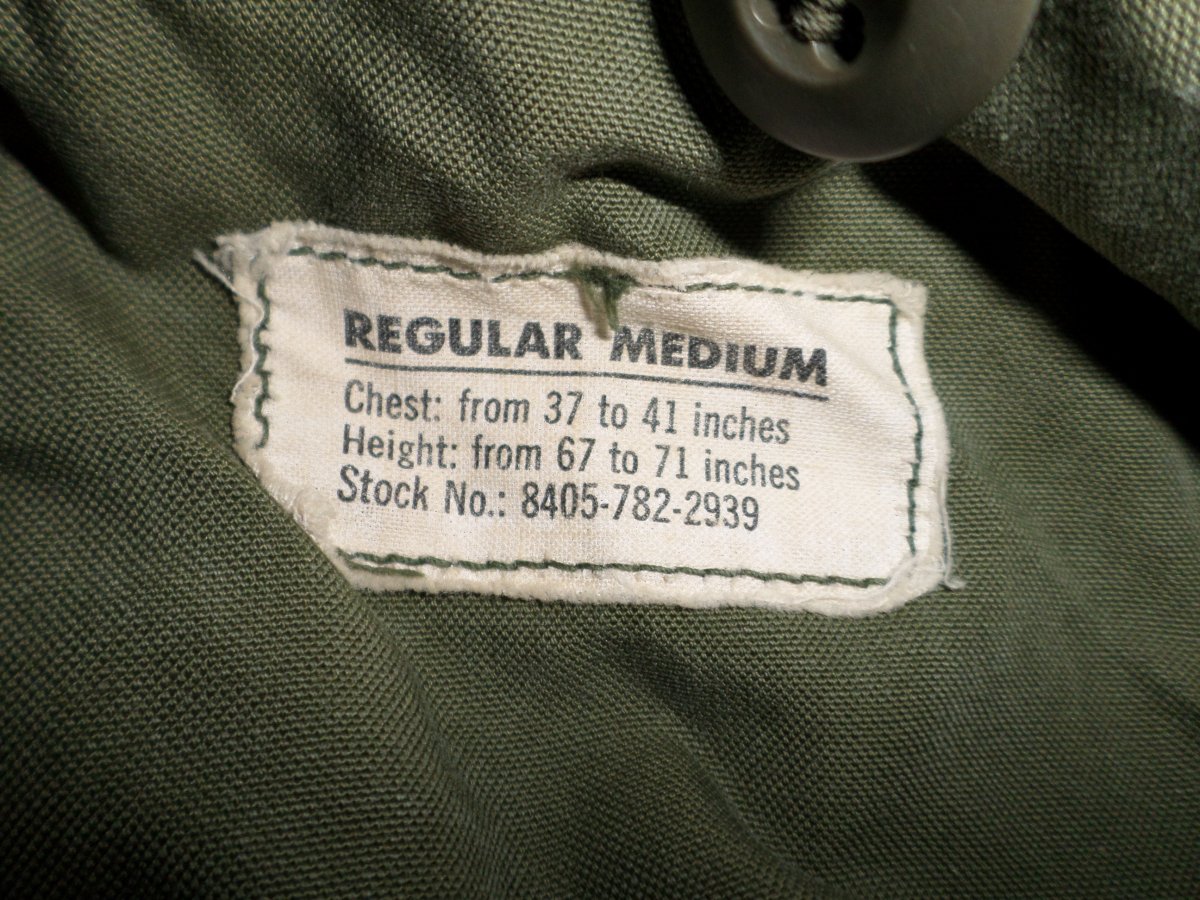 REGULAR MEDIUM
Chest: from 37 to 41 inches
Height: from 67 to 71 inches
Stock No.: 8405-782-2939